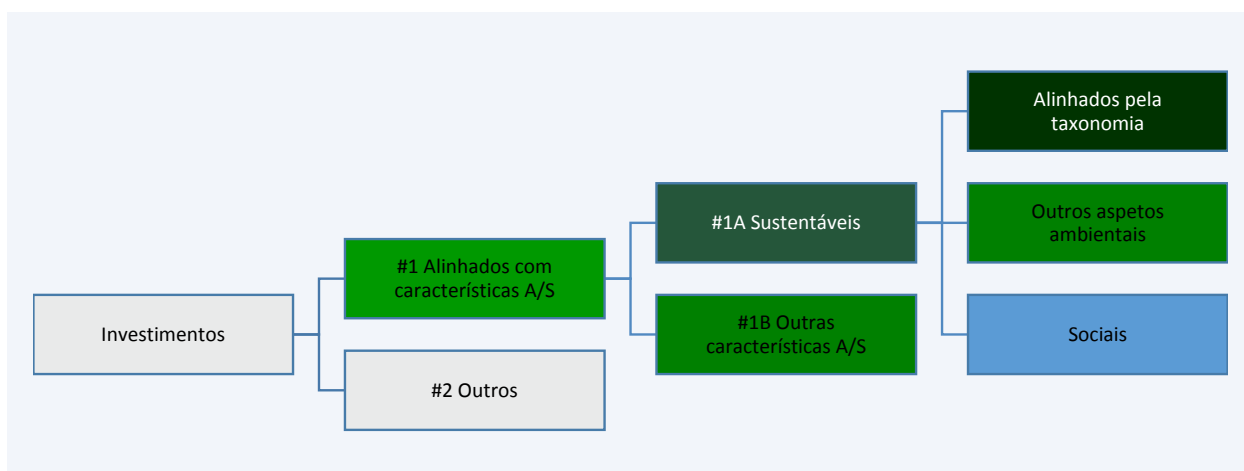 Investimentos
#1 Alinhados com
características A/S
#2 Outros
#1A Sustentáveis
#1B Outras
características A/S
Alinhados pela
taxonomia
Outros aspetos
ambientais
Sociais